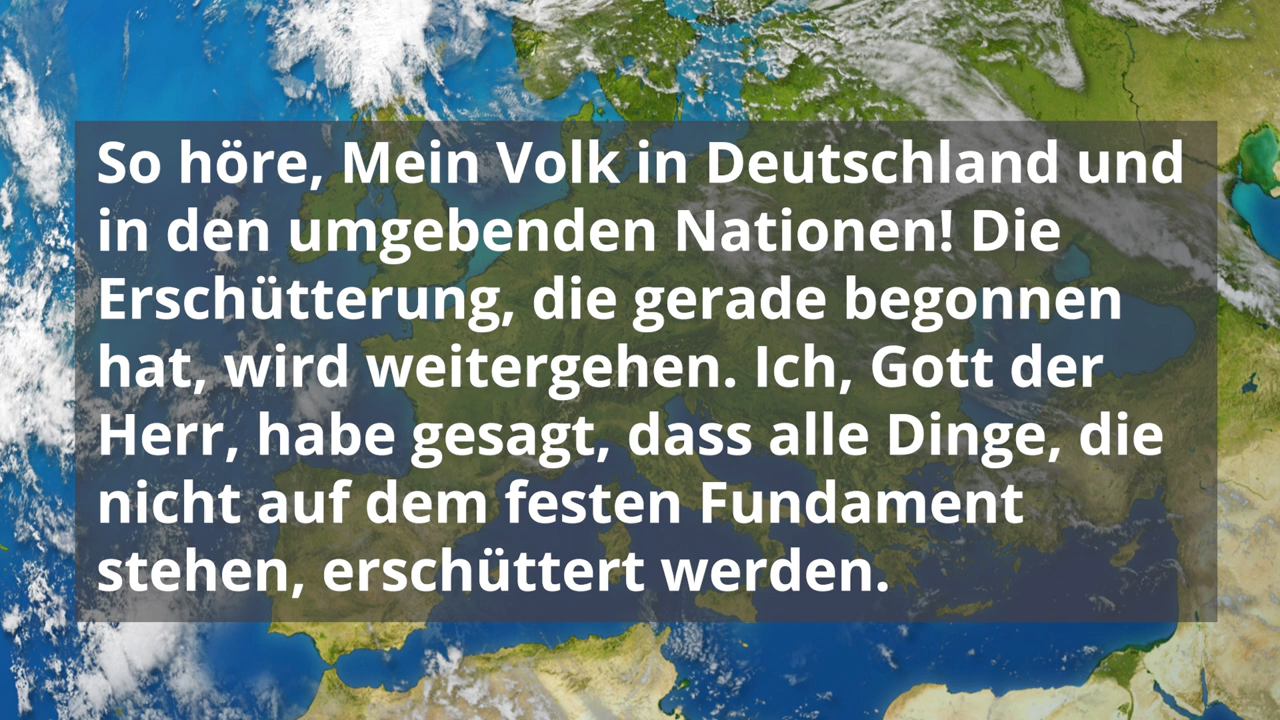 So höre, Mein Volk in Deutschland und
in den umgebenden Nationen! Die
Erschütterung, die gerade begonnen
hat, wird weitergehen. Ich, Gott der
Herr, habe gesagt, dass alle Dinge, die
nicht auf dem festen Fundament
stehen, erschüttert werden.